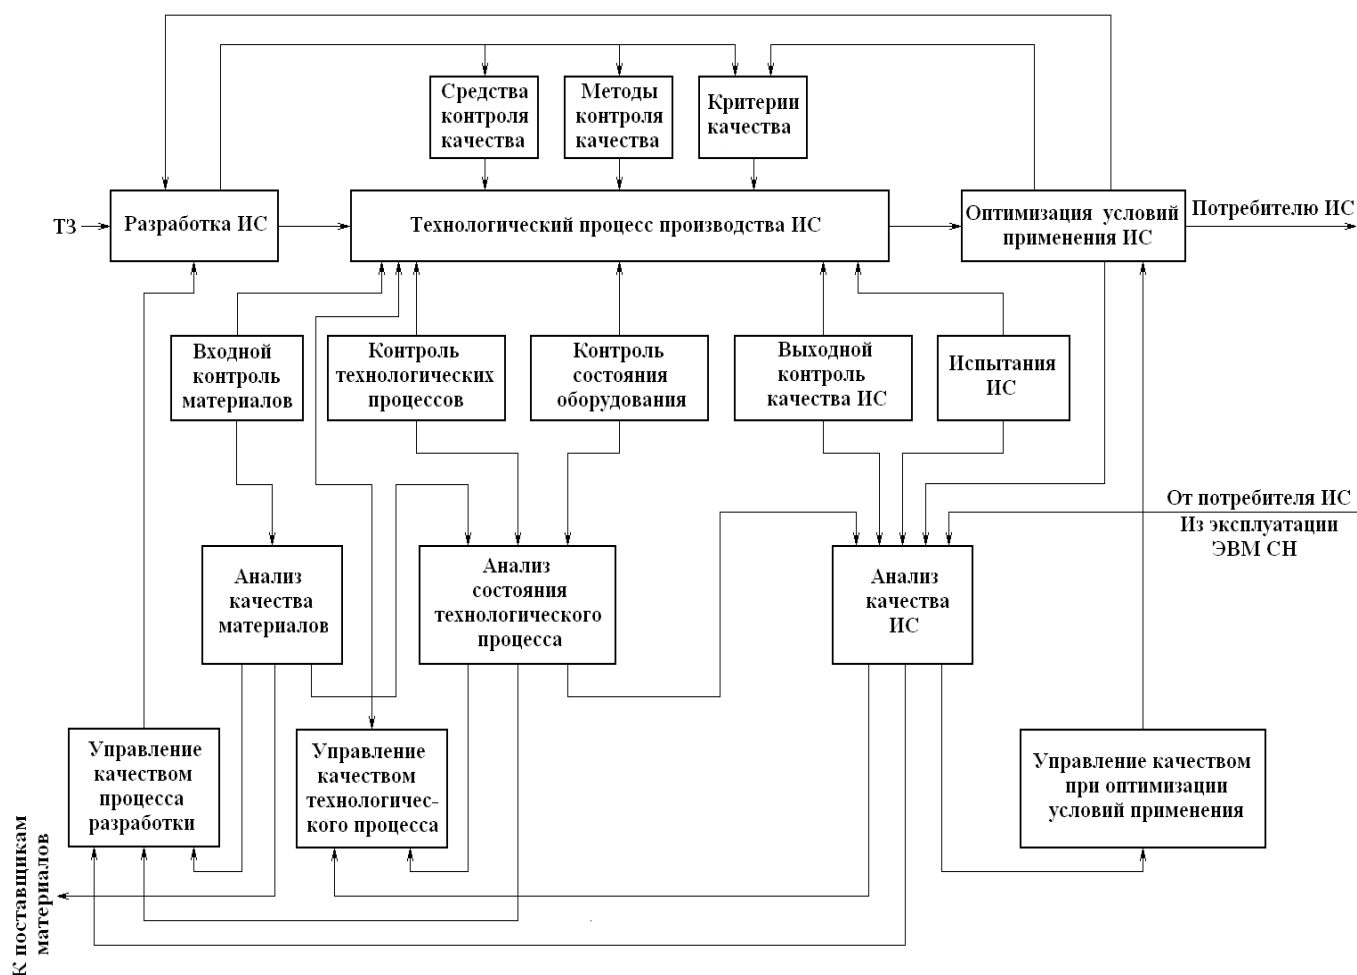 Средства
контроля
качества
Методы
контроля
качества
Критерии
качества
ТЗ
Разработка ИС
Технологический процесс производства ИС
Оптимизация условий
применения ИС
Потребителю ИС
Входной
контроль
материалов
Контроль
технологических
процессов
Контроль
состояния
оборудования
Выходной
контроль
качества ИС
Испытания
ИС
От потребителя ИС
Из эксплуатации
ЭВМ СН
Анализ
качества
материалов
Анализ
состояния
технологического
процесса
Анализ
качества
ИС
Управление
качеством
процесса
разработки
Управление
качеством
технологичес-
кого процесса
Управление качеством
при оптимизации
условий применения
К поставщикам
материалов